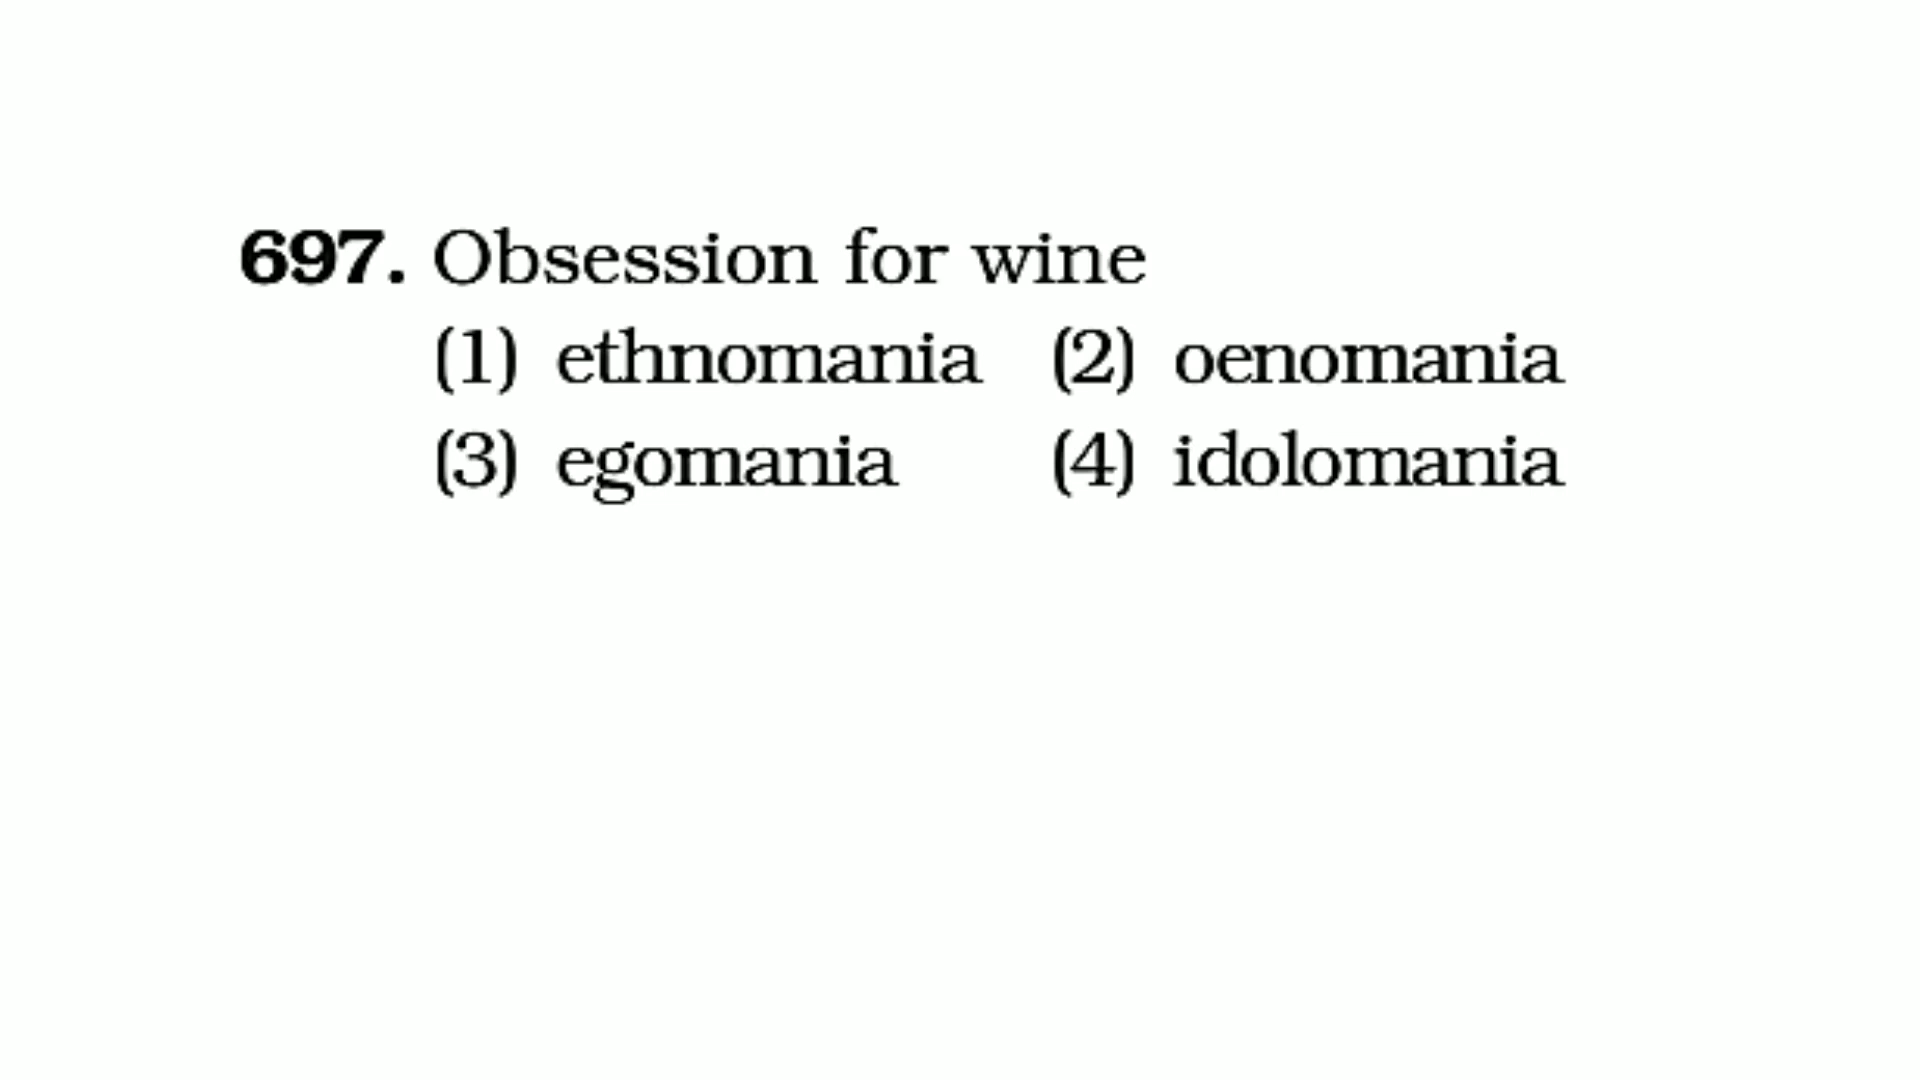 697. Obsession for wine
(1) ethnomania (2) oenomania
(3) egomania (4) idolomania